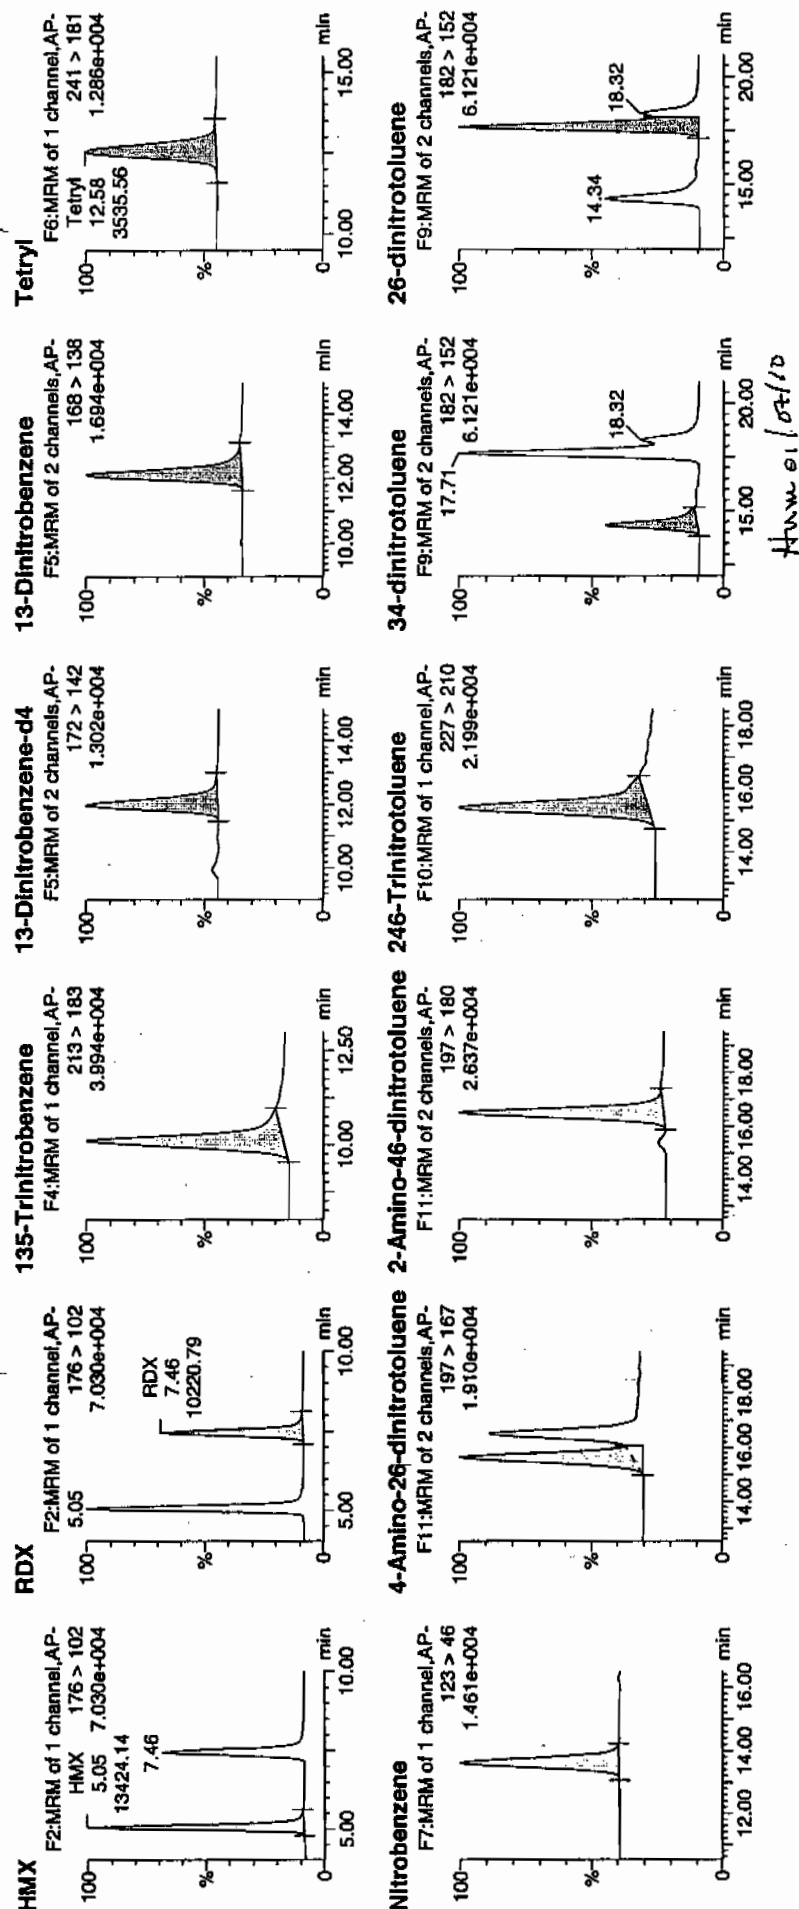 HMX
F2:MRM of 1 channel,AP-
HMX 176 > 102
5.05 7.030e+004
13424.14
7.46
100
%
0
5.00 10.00 min
RDX
F2:MRM of 1 channel,AP-
5.05 176 > 102
7.030e+004
RDX
7.46
10220.79
100
%
0
5.00 10.00 min
135-Trinitrobenzene
F4:MRM of 1 channel,AP-
213 > 183
3.994e+004
100
%
0
10.00 12.50 min
13-Dinitrobenzene-d4
F5:MRM of 2 channels,AP-
172 > 142
1.302e+004
100
%
0
10.00 12.00 14.00 min
13-Dinitrobenzene
F5:MRM of 2 channels,AP-
168 > 138
1.694e+004
100
%
0
10.00 12.00 14.00 min
Tetryl
F6:MRM of 1 channel,AP-
Tetryl 241 > 181
12.58 1.286e+004
3535.56
100
%
0
10.00 15.00 min
Nitrobenzene
F7:MRM of 1 channel,AP-
123 > 46
1.461e+004
100
%
0
12.00 14.00 16.00 min
4-Amino-26-dinitrotoluene
F11:MRM of 2 channels,AP-
197 > 167
1.910e+004
100
%
0
14.00 16.00 18.00 min
2-Amino-46-dinitrotoluene
F11:MRM of 2 channels,AP-
197 > 180
2.637e+004
100
%
0
14.00 16.00 18.00 min
246-Trinitrotoluene
F10:MRM of 1 channel,AP-
227 > 210
2.199e+004
100
%
0
14.00 16.00 18.00 min
34-dinitrotoluene
F9:MRM of 2 channels,AP-
17.71 182 > 152
6.121e+004
18.32
100
%
0
15.00 20.00 min
26-dinitrotoluene
F9:MRM of 2 channels,AP-
182 > 152
6.121e+004
14.34
18.32
100
%
0
15.00 20.00 min
01/07/10